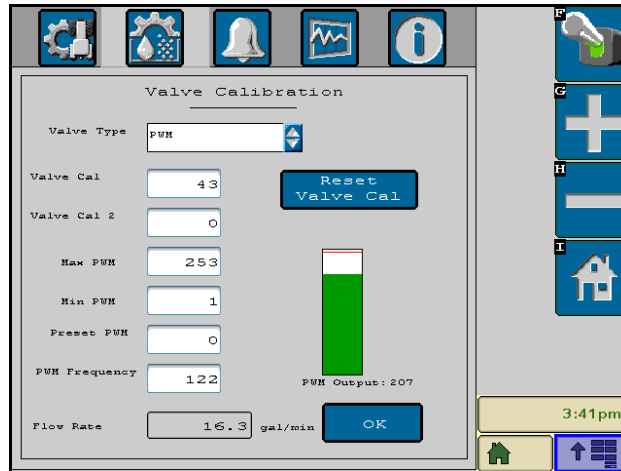 F
G
H
I
Valve Calibration
Valve Type
PWM
Valve Cal
43
Reset
Valve Cal
Valve Cal 2
0
Max PWM
253
Min PWM
1
Preset PWM
0
PWM Frequency
122
PWM Output: 207
Flow Rate
16.3 gal/min
OK
3:41pm